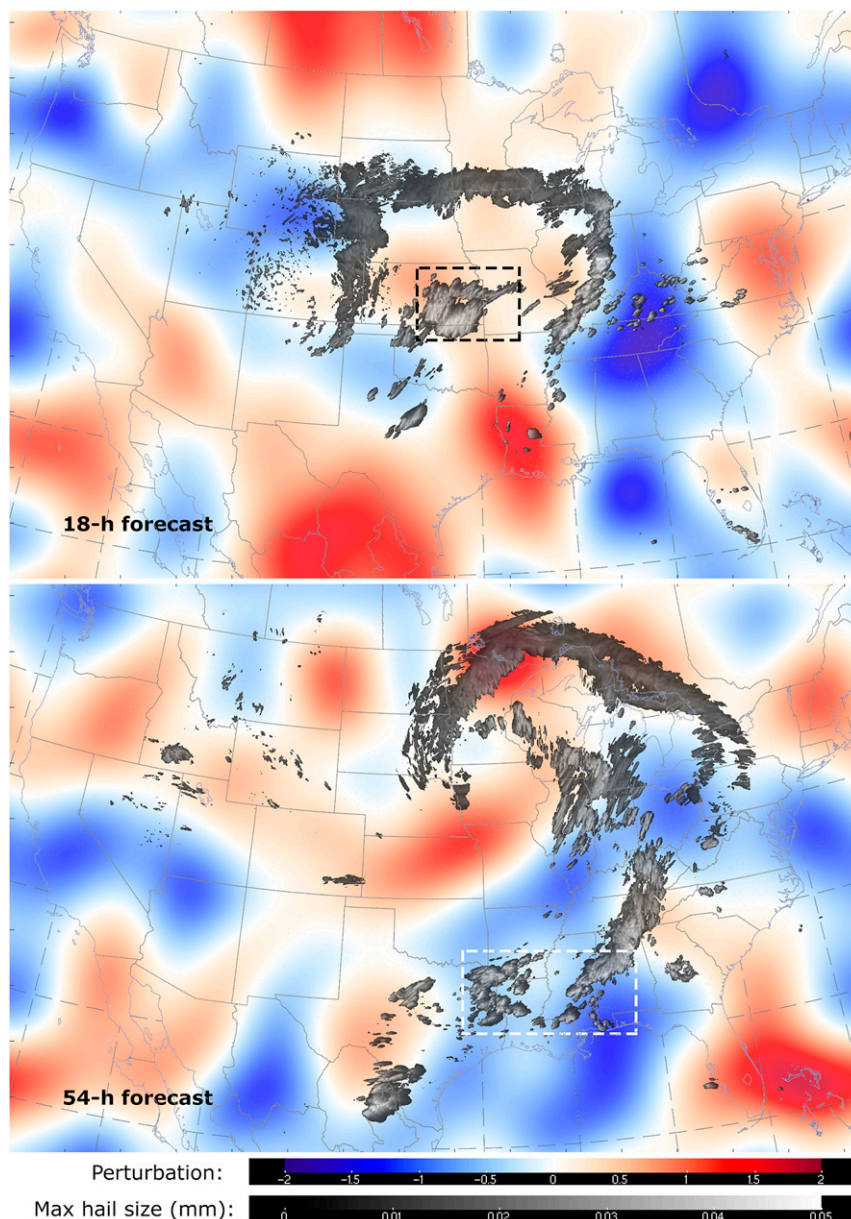 18-h forecast
54-h forecast
Perturbation:
-2 -1.5 -1 -0.5 0 0.5 1 1.5 2
Max hail size (mm):
0 0.01 0.02 0.03 0.04 0.05